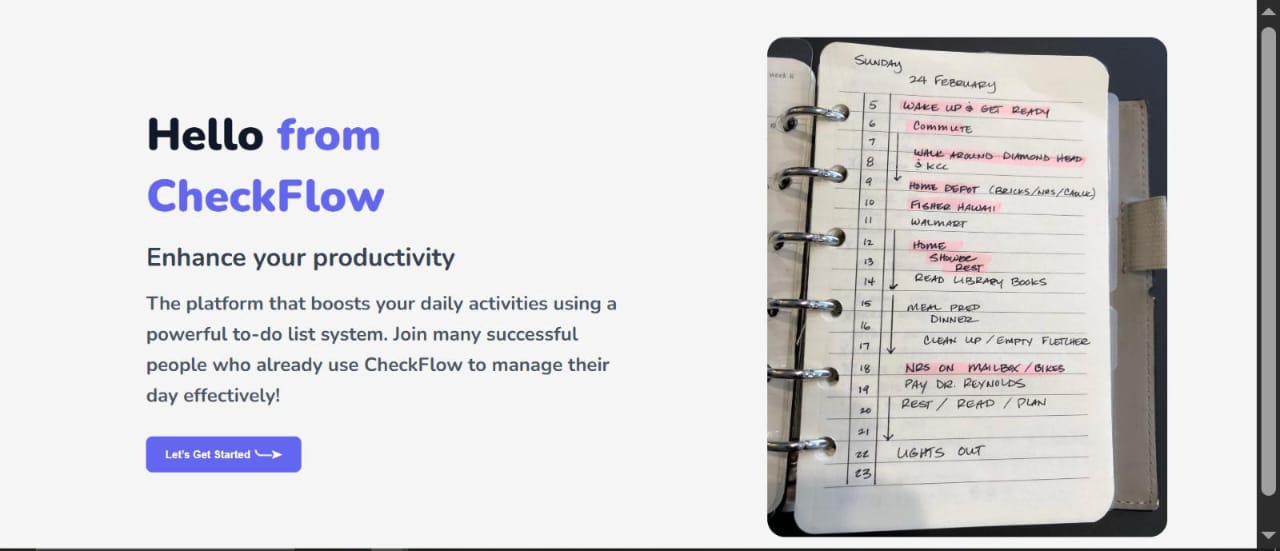 Hello from
CheckFlow
Enhance your productivity
The platform that boosts your daily activities using a
powerful to-do list system. Join many successful
people who already use CheckFlow to manage their
day effectively!
Let's Get Started
week 8
SUNDAY
24 FEBRUARY
5 WAKE UP & GET READY
6 COMMUTE
7
8 WALK AROUND DIAMOND HEAD
& KCC
9 HOME DEPOT (BRICKS/NRS/CAULK)
10 FISHER HAWAII
11 WALMART
12 HOME
13 SHOWER
REST
14 READ LIBRARY BOOKS
15 MEAL PREP
16 DINNER
17 CLEAN UP / EMPTY FLETCHER
18 NRS ON MAILBOX / BIKES
19 PAY DR. REYNOLDS
20 REST / READ / PLAN
21
22 LIGHTS OUT
23